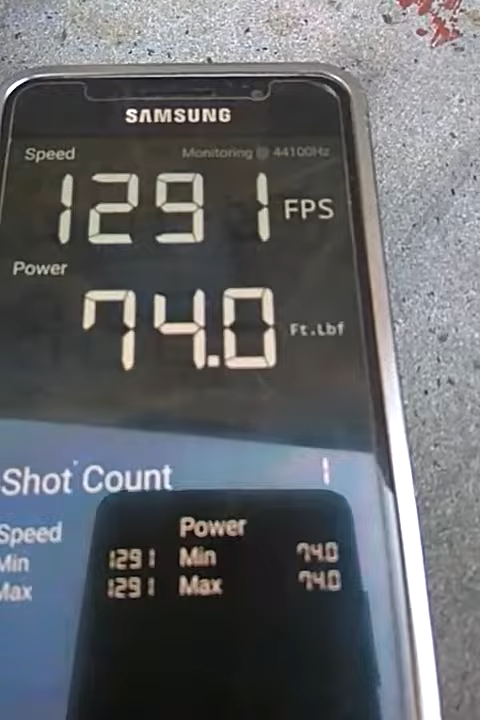 SAMSUNG
Speed Monitoring @ 44100Hz
1291 FPS
Power
74.0 Ft.Lbf
Shot Count 1
Speed Power
Min 1291 Min 74.0
Max 1291 Max 74.0